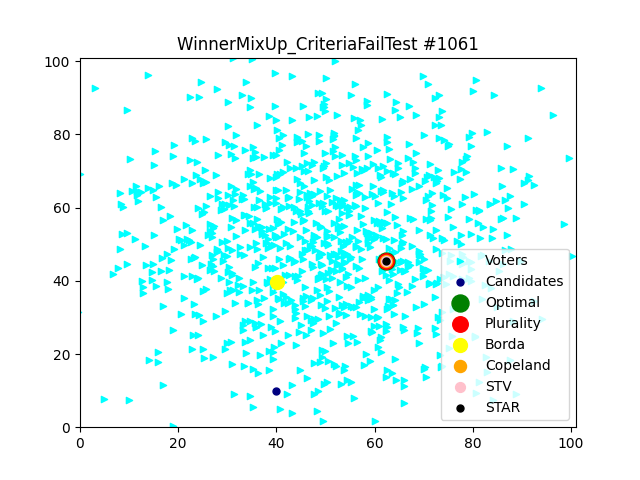 WinnerMixUp_CriteriaFailTest #1061
100
80
60
40
20
0
0
20
40
60
80
100
Voters
Candidates
Optimal
Plurality
Borda
Copeland
STV
STAR